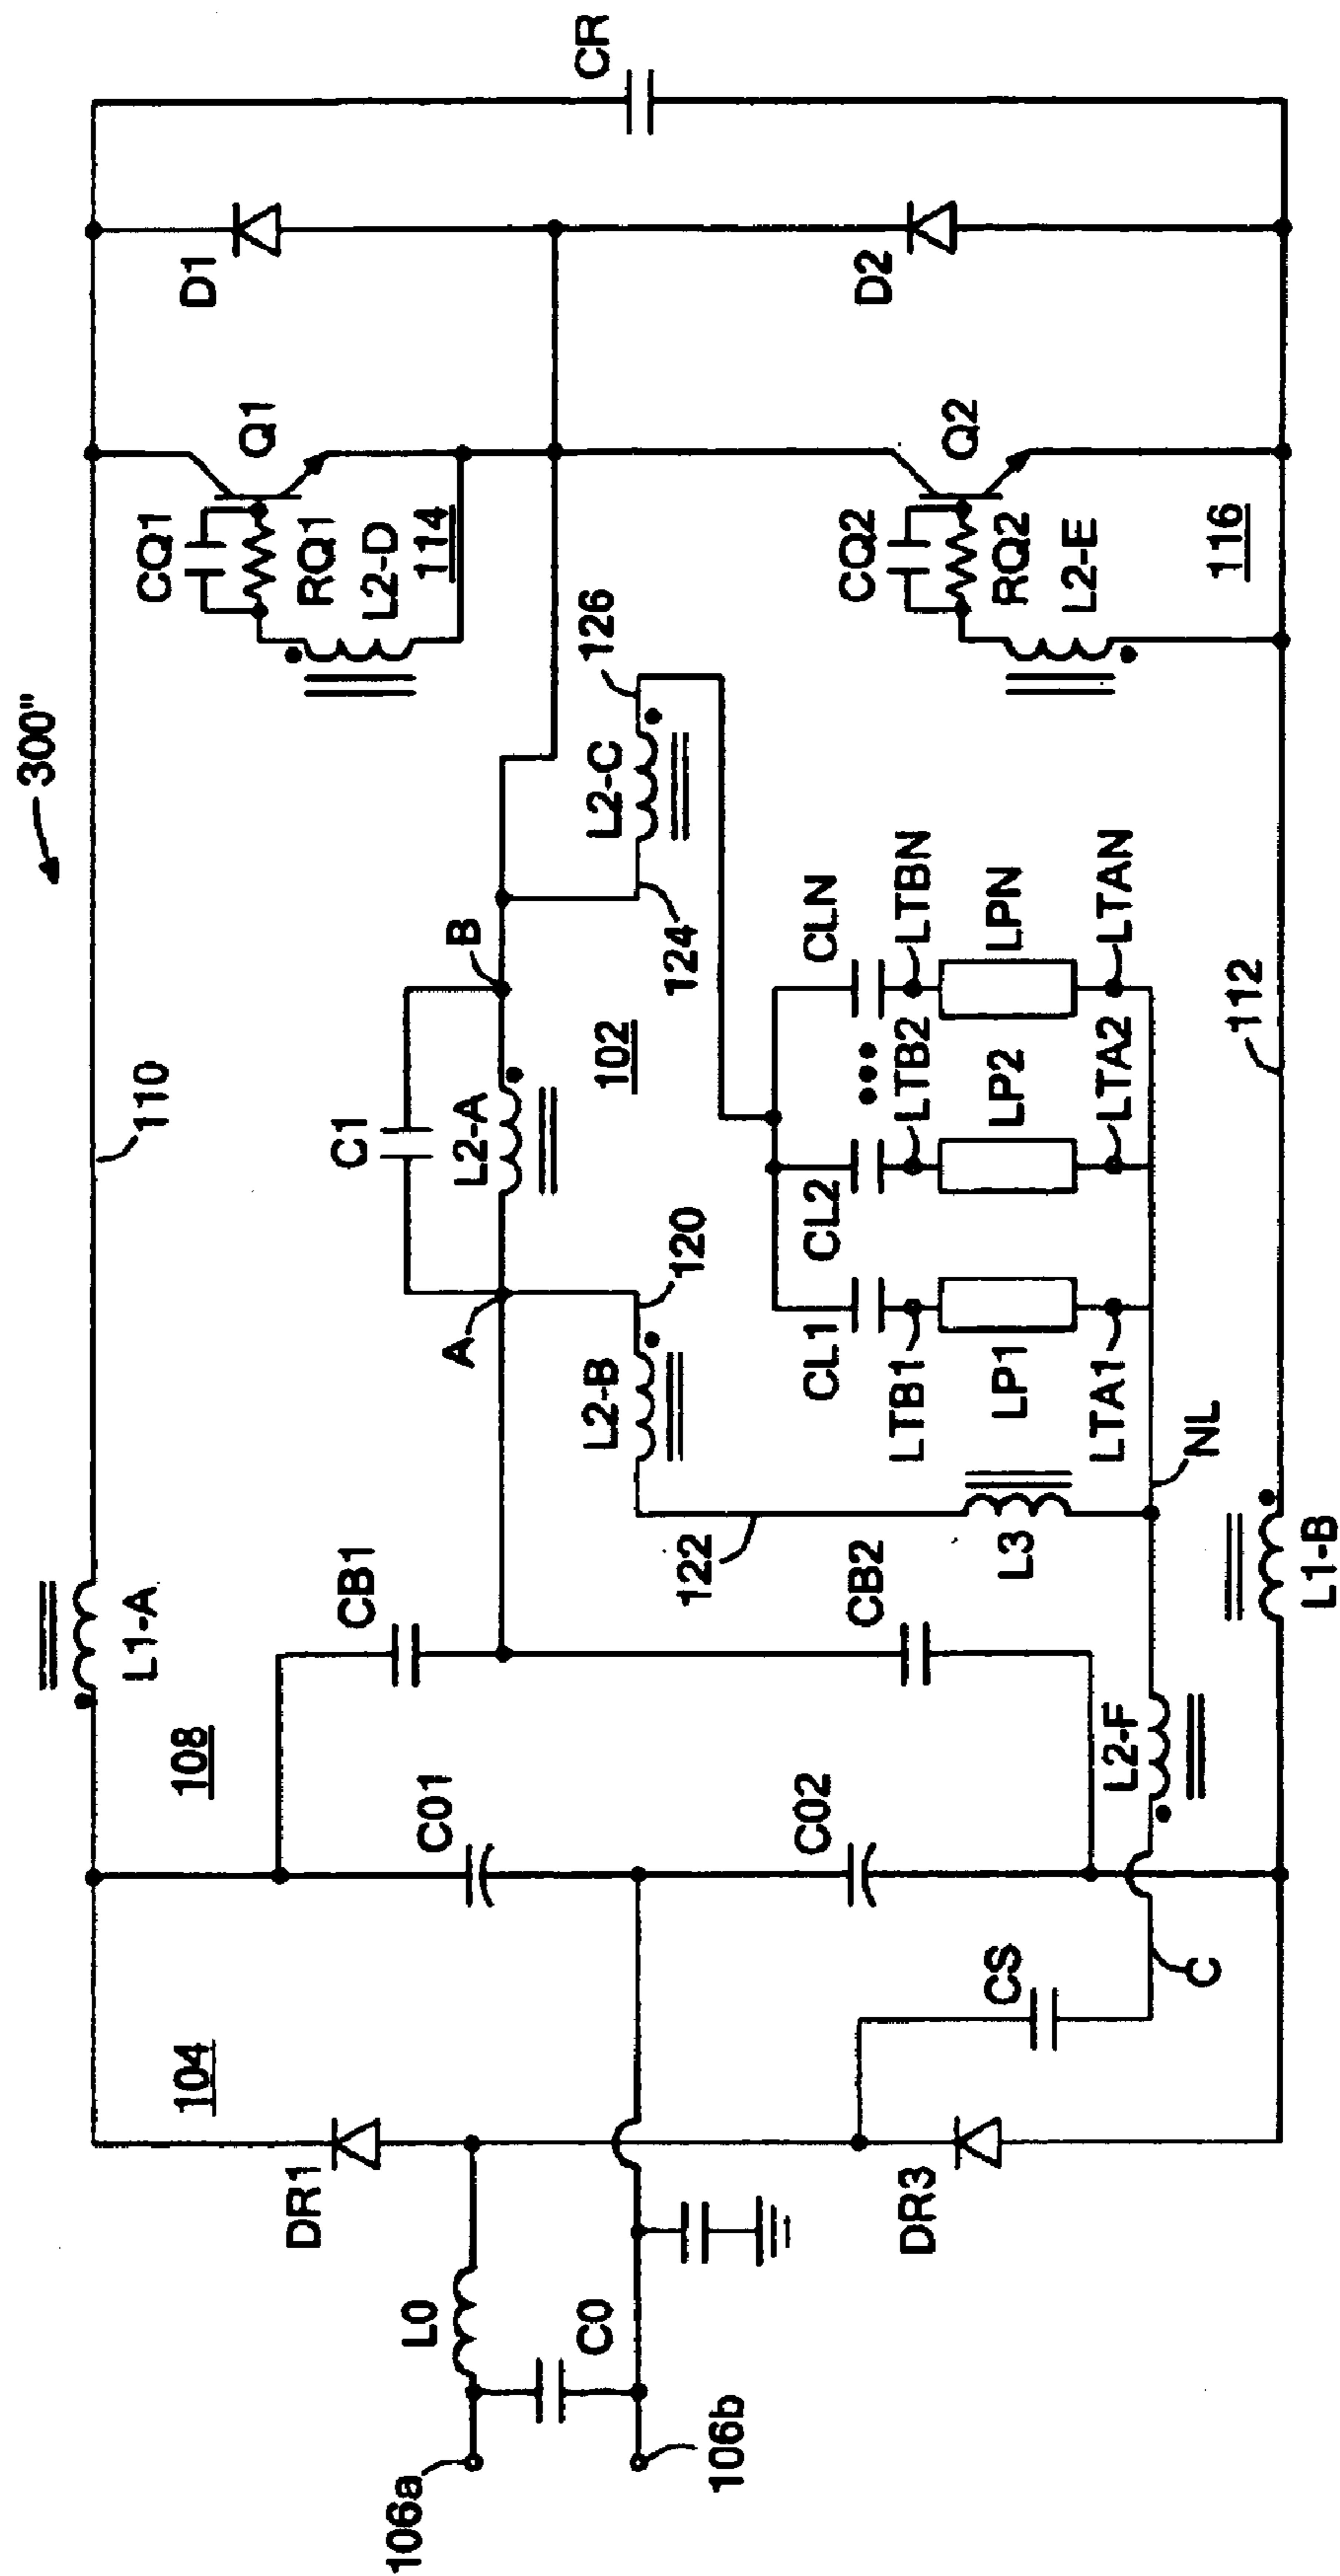 300"
110
L1-A
108
104
CR
D1
Q1
CQ1
RQ1
L2-D
114
DR1
C01
CB1
C1
B
A
L2-A
102
126
L2-C
124
120
L2-B
L0
C0
106a
106b
C02
CB2
122
L3
CL1
CL2
CLN
LTB1
LTB2
LTBN
LP1
LP2
LPN
LTA1
LTA2
LTAN
CQ2
RQ2
L2-E
Q2
116
D2
DR3
CS
C
L2-F
NL
L1-B
112